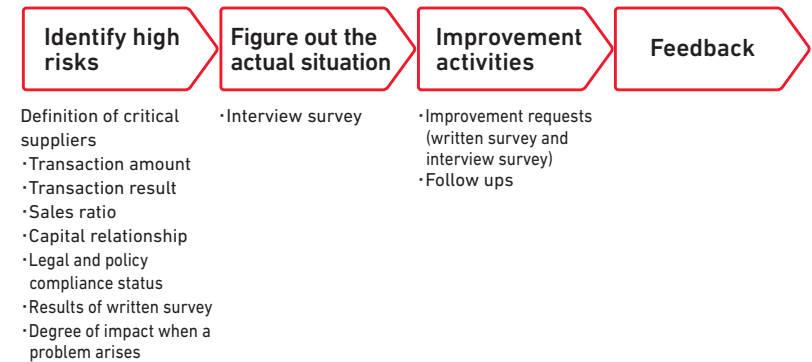 Identify high
risks
Figure out the
actual situation
Improvement
activities
Feedback
Definition of critical
suppliers
・Transaction amount
・Transaction result
・Sales ratio
・Capital relationship
・Legal and policy
compliance status
・Results of written survey
・Degree of impact when a
problem arises
・Interview survey
・Improvement requests
(written survey and
interview survey)
・Follow ups